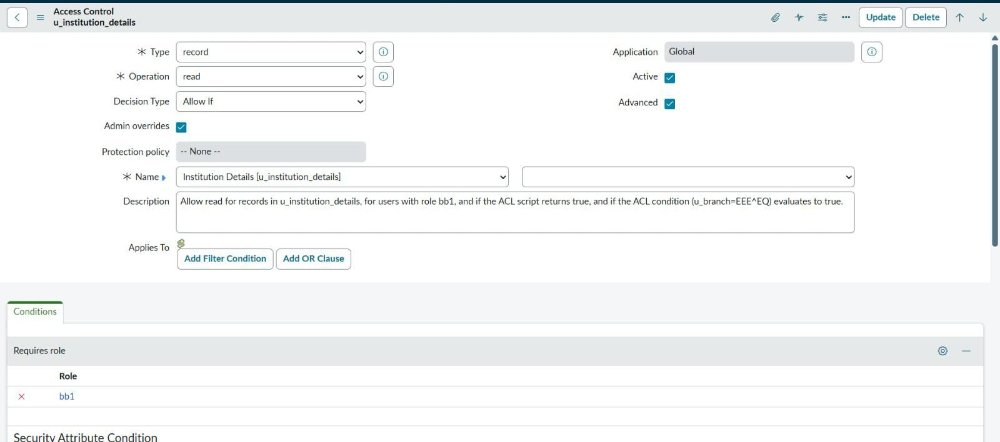 Access Control
u_institution_details
Update
Delete
* Type
record
Application
Global
* Operation
read
Active
Decision Type
Allow If
Advanced
Admin overrides
Protection policy
-- None --
* Name
Institution Details [u_institution_details]
Description
Allow read for records in u_institution_details, for users with role bb1, and if the ACL script returns true, and if the ACL condition (u_branch=EEE^EQ) evaluates to true.
Applies To
Add Filter Condition
Add OR Clause
Conditions
Requires role
Role
bb1
Security Attribute Condition